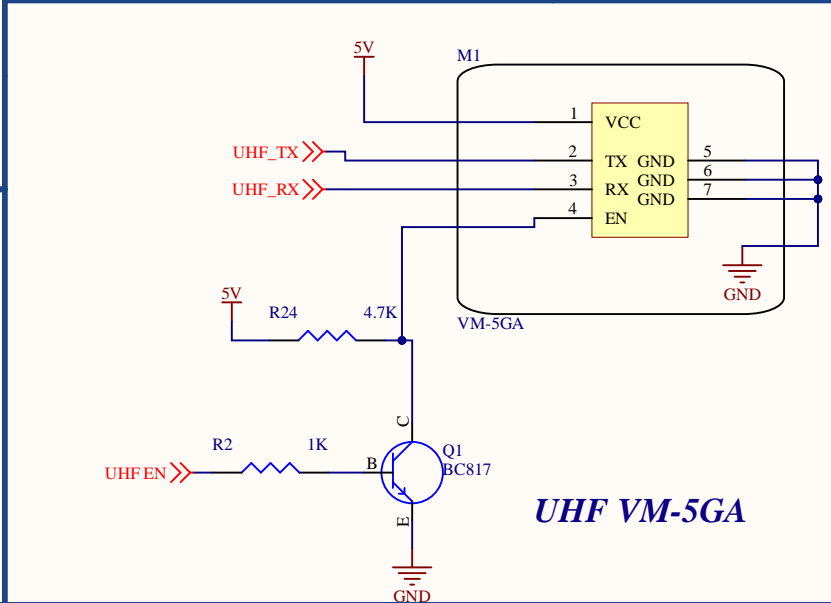 5V
M1
1
VCC
UHF_TX
2
TX
GND
5
UHF_RX
3
RX
GND
6
GND
7
4
EN
GND
VM-5GA
5V
R24
4.7K
C
R2
1K
B
Q1
BC817
UHF EN
E
GND
UHF VM-5GA